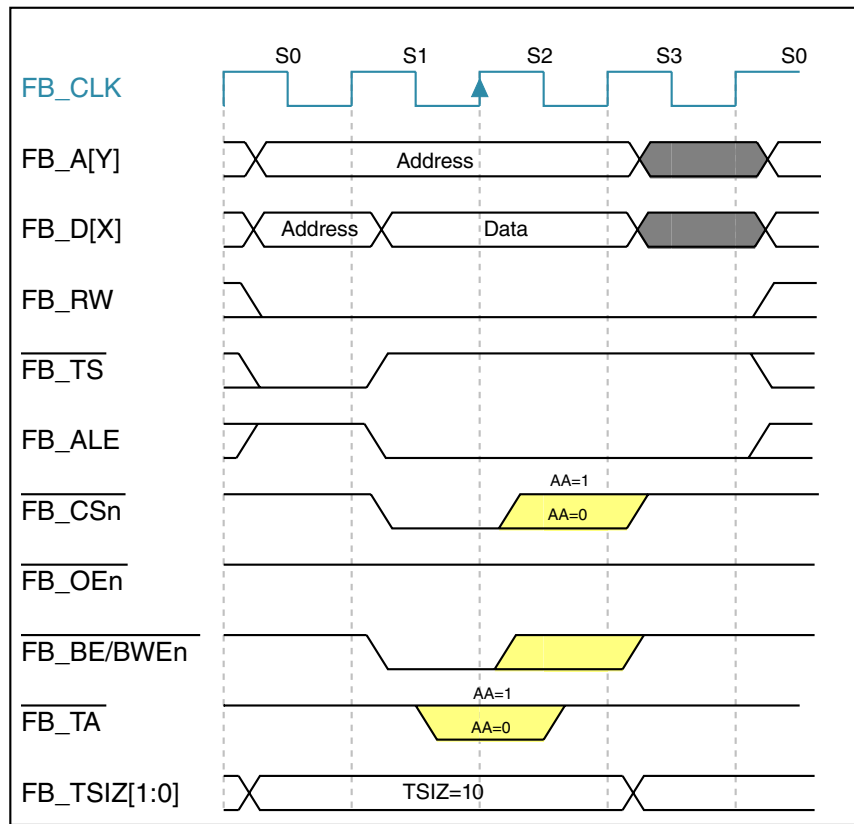 S0 S1 S2 S3 S0
FB_CLK
FB_A[Y] Address
FB_D[X] Address Data
FB_RW
FB_TS
FB_ALE
AA=1
FB_CSn AA=0
FB_OEn
FB_BE/BWEn
AA=1
FB_TA AA=0
FB_TSIZ[1:0] TSIZ=10